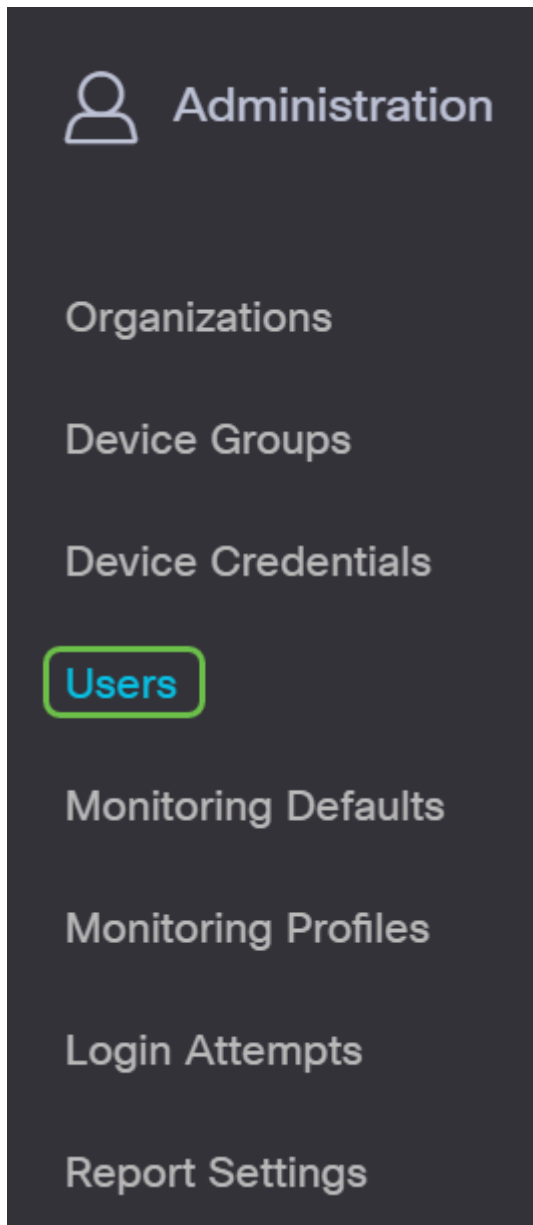 Administration
Organizations
Device Groups
Device Credentials
Users
Monitoring Defaults
Monitoring Profiles
Login Attempts
Report Settings